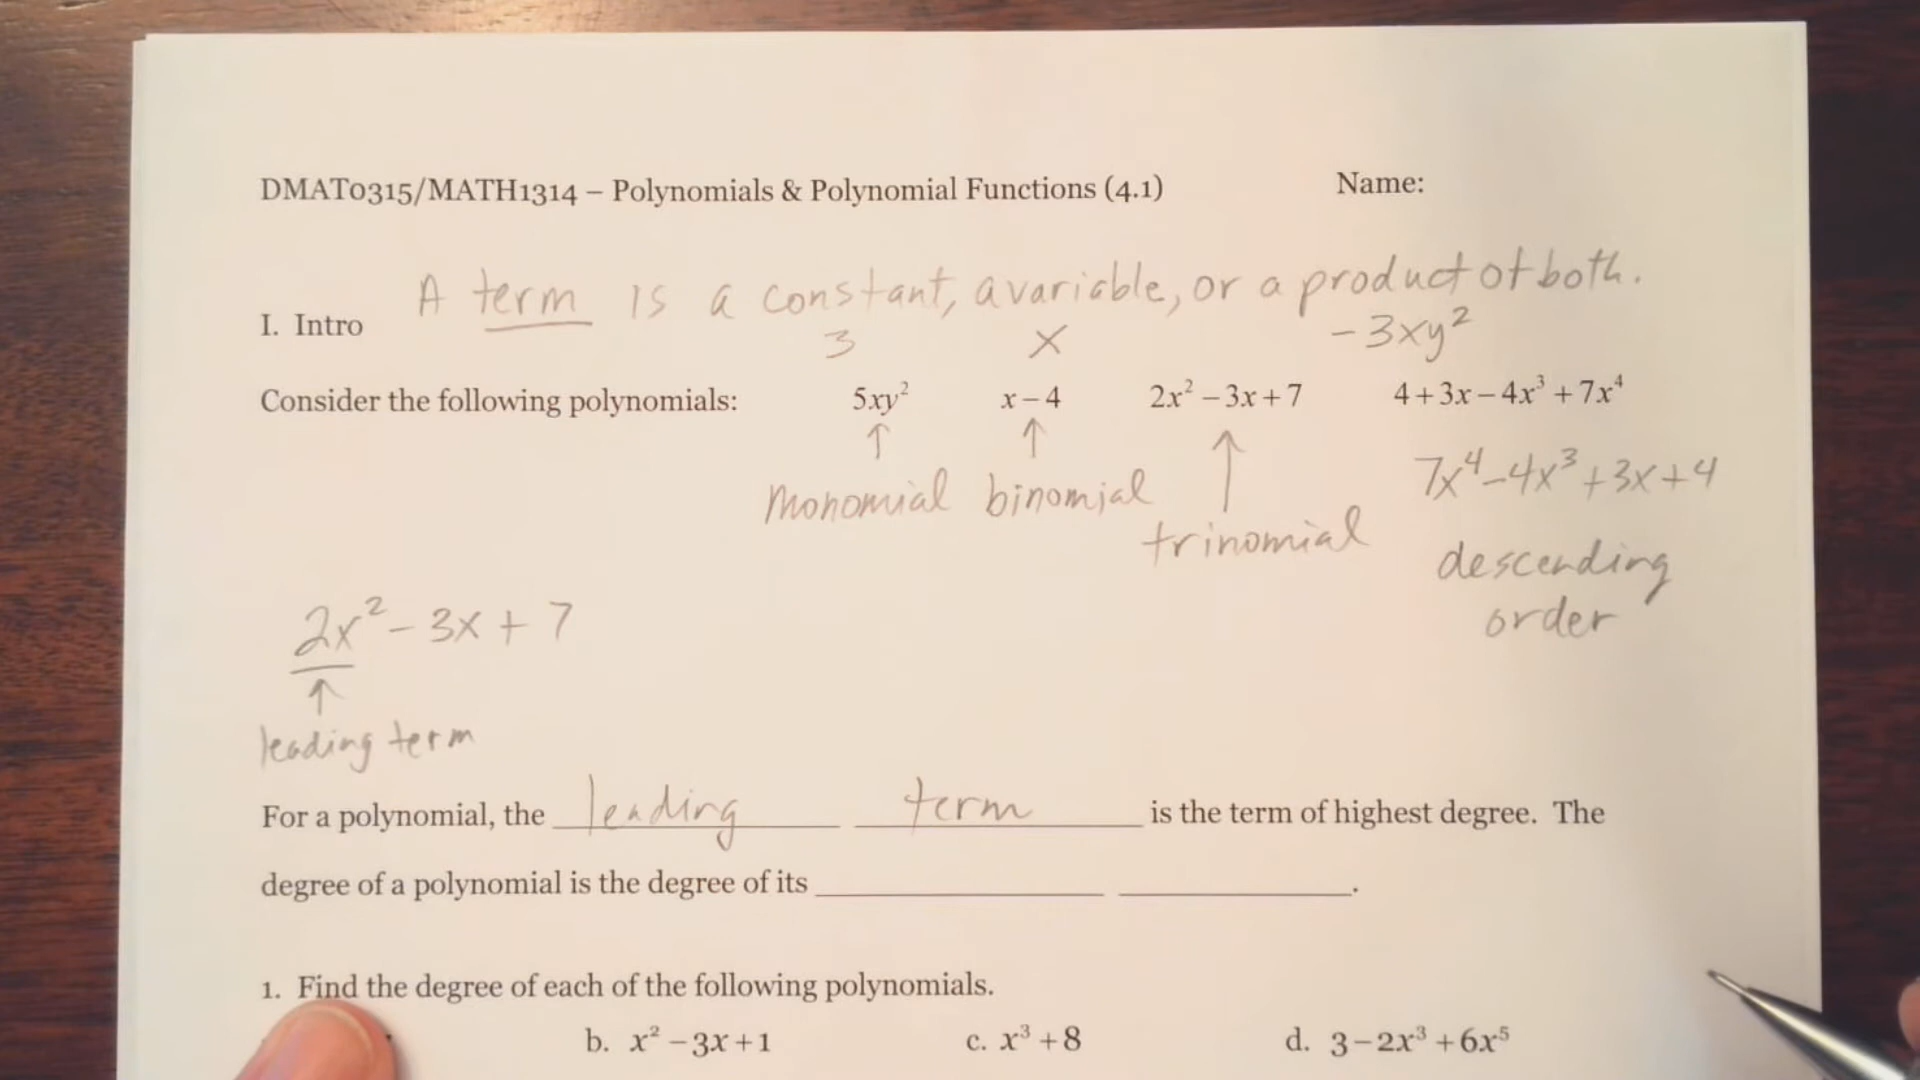 DMAT0315/MATH1314 – Polynomials & Polynomial Functions (4.1) Name:
A term is a constant, a variable, or a product of both.
I. Intro 3 x -3xy²
Consider the following polynomials: 5xy² x-4 2x²-3x+7 4+3x-4x³+7x⁴
↑ ↑ ↑
monomial binomial trinomial 7x⁴-4x³+3x+4
descending
order
2x²-3x+7
↑
leading term
For a polynomial, the leading term is the term of highest degree. The
degree of a polynomial is the degree of its ____ ____.
1. Find the degree of each of the following polynomials.
b. x²-3x+1 c. x³+8 d. 3-2x³+6x⁵